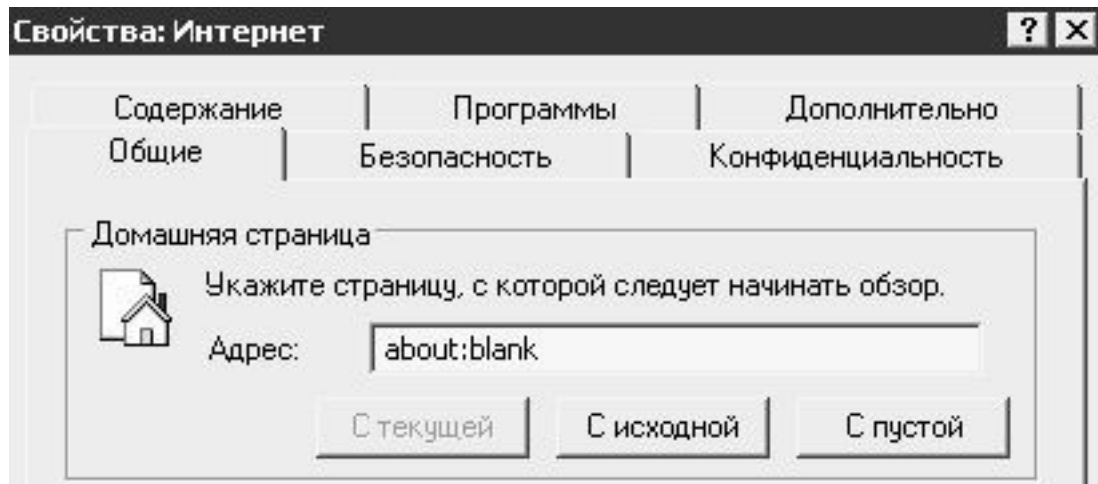 Свойства: Интернет
Содержание Программы Дополнительно
Общие Безопасность Конфиденциальность
Домашняя страница
Укажите страницу, с которой следует начинать обзор.
Адрес: about:blank
С текущей С исходной С пустой